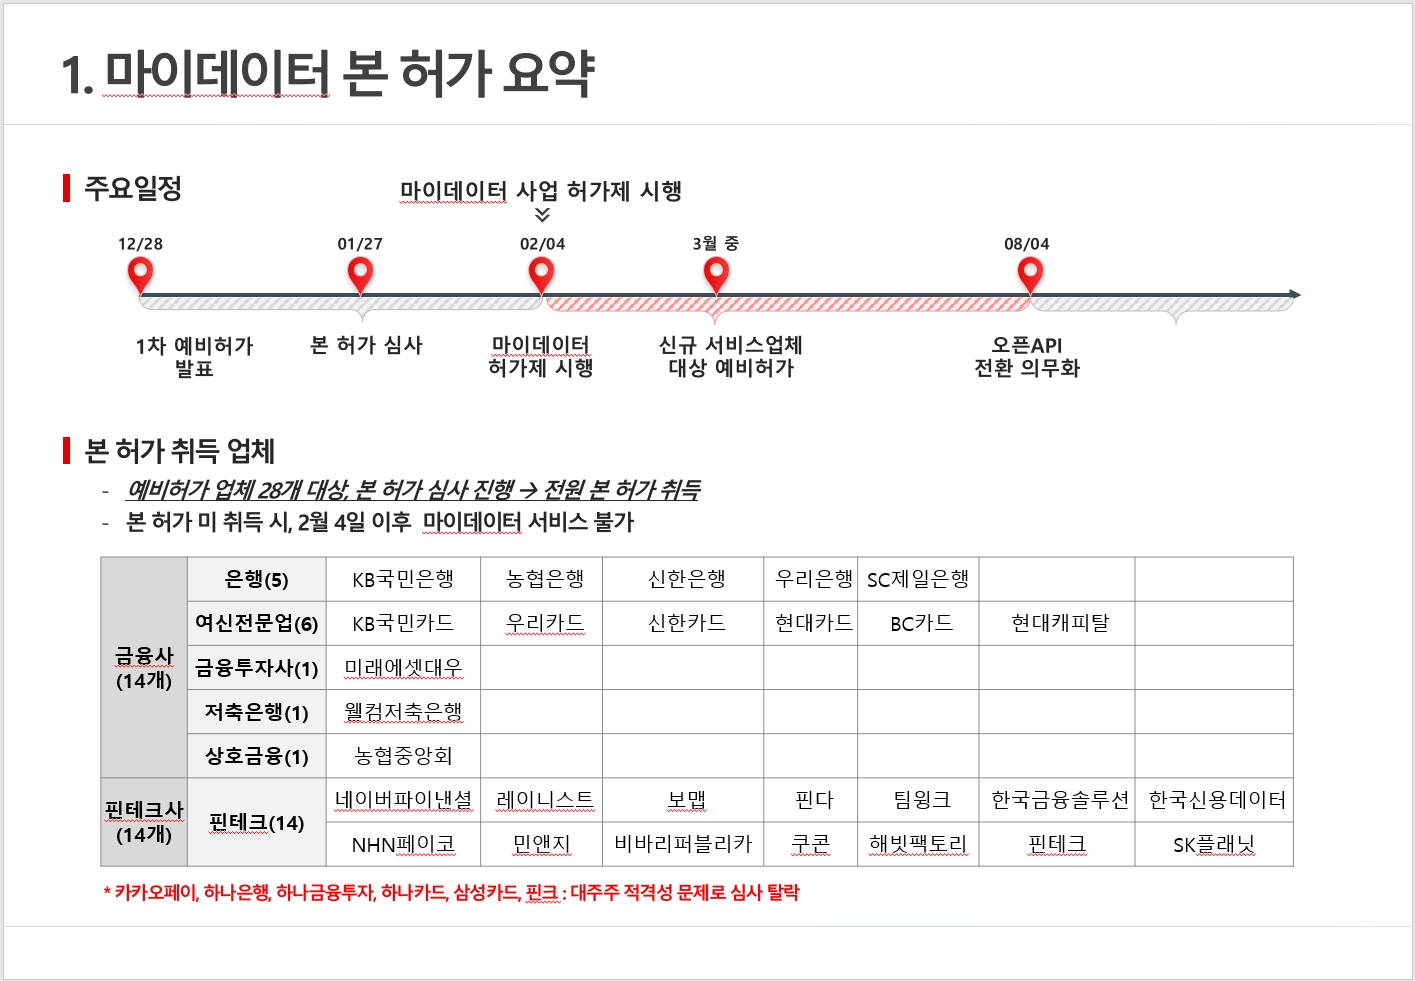 1. 마이데이터 본 허가 요약
주요일정
마이데이터 사업 허가제 시행
12/28
01/27
02/04
3월 중
08/04
1차 예비허가
발표
본 허가 심사
마이데이터
허가제 시행
신규 서비스업체
대상 예비허가
오픈API
전환 의무화
본 허가 취득 업체
- 예비허가 업체 28개 대상, 본 허가 심사 진행 → 전원 본 허가 취득
- 본 허가 미 취득 시, 2월 4일 이후 마이데이터 서비스 불가
금융사
(14개)
은행(5) KB국민은행 농협은행 신한은행 우리은행 SC제일은행
여신전문업(6) KB국민카드 우리카드 신한카드 현대카드 BC카드 현대캐피탈
금융투자사(1) 미래에셋대우
저축은행(1) 웰컴저축은행
상호금융(1) 농협중앙회
핀테크사
(14개)
핀테크(14)
네이버파이낸셜 레이니스트 보맵 핀다 팀윙크 한국금융솔루션 한국신용데이터
NHN페이코 민앤지 비바리퍼블리카 쿠콘 해빗팩토리 핀테크 SK플래닛
* 카카오페이, 하나은행, 하나금융투자, 하나카드, 삼성카드, 핀크 : 대주주 적격성 문제로 심사 탈락